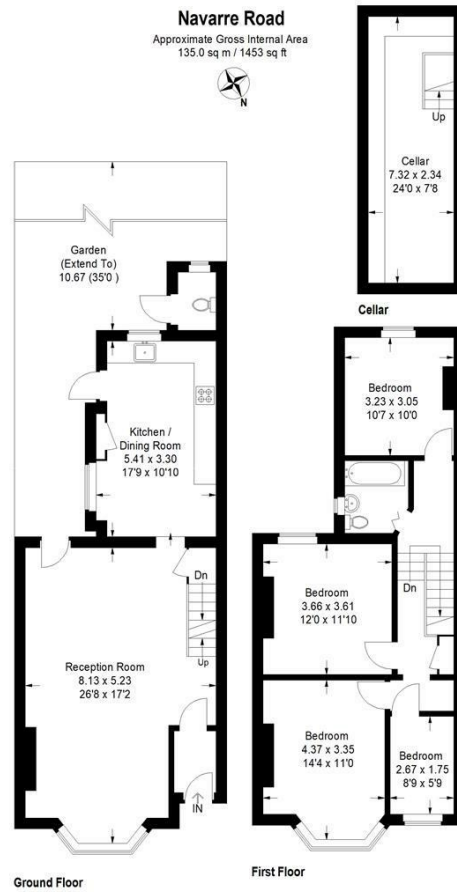 Navarre Road
Approximate Gross Internal Area
135.0 sq m / 1453 sq ft
N
Up
Cellar
7.32 x 2.34
24'0 x 7'8
Cellar
Garden
(Extend To)
10.67 (35'0 )
Kitchen /
Dining Room
5.41 x 3.30
17'9 x 10'10
Dn
Up
Reception Room
8.13 x 5.23
26'8 x 17'2
IN
Ground Floor
Bedroom
3.23 x 3.05
10'7 x 10'0
Dn
Bedroom
3.66 x 3.61
12'0 x 11'10
Bedroom
4.37 x 3.35
14'4 x 11'0
Bedroom
2.67 x 1.75
8'9 x 5'9
First Floor